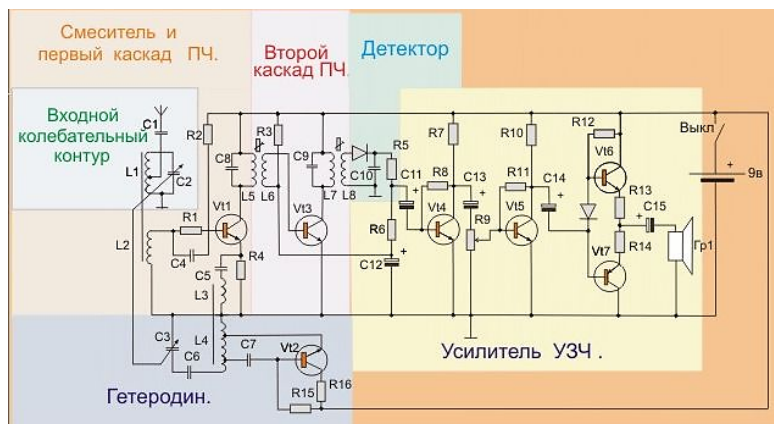 Смеситель и
первый каскад ПЧ.
Второй
каскад ПЧ.
Детектор
Входной
колебательный
контур
C1
L1
C2
R2
C8
L5
R3
L6
C9
L7
L8
C10
R5
R7
R10
R12
Выкл
+
9в
Vt6
R13
C15
+
R14
Гр1
Vt7
C11
+
R8
C13
+
R11
C14
+
R1
Vt1
Vt3
Vt4
R9
Vt5
L2
C4
R6
+
C12
R4
C5
L3
C3
L4
C6
C7
Vt2
R16
R15
Усилитель УЗЧ .
Гетеродин.